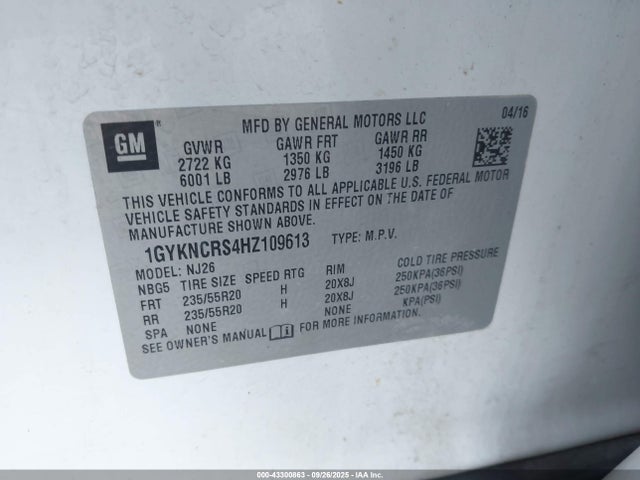 GM®
MFD BY GENERAL MOTORS LLC 04/16
GVWR GAWR FRT GAWR RR
2722 KG 1350 KG 1450 KG
6001 LB 2976 LB 3196 LB
THIS VEHICLE CONFORMS TO ALL APPLICABLE U.S. FEDERAL MOTOR
VEHICLE SAFETY STANDARDS IN EFFECT ON THE DATE OF
MANUFACTURE SHOWN ABOVE.
1GYKNCRS4HZ109613 TYPE: M.P.V.
MODEL: NJ26
NBG5 TIRE SIZE SPEED RTG RIM COLD TIRE PRESSURE
FRT 235/55R20 H 20X8J 250KPA(36PSI)
RR 235/55R20 H 20X8J 250KPA(36PSI)
SPA NONE NONE KPA(PSI)
SEE OWNER'S MANUAL i FOR MORE INFORMATION.
000-43300863 | 09/26/2025 | IAA Inc.